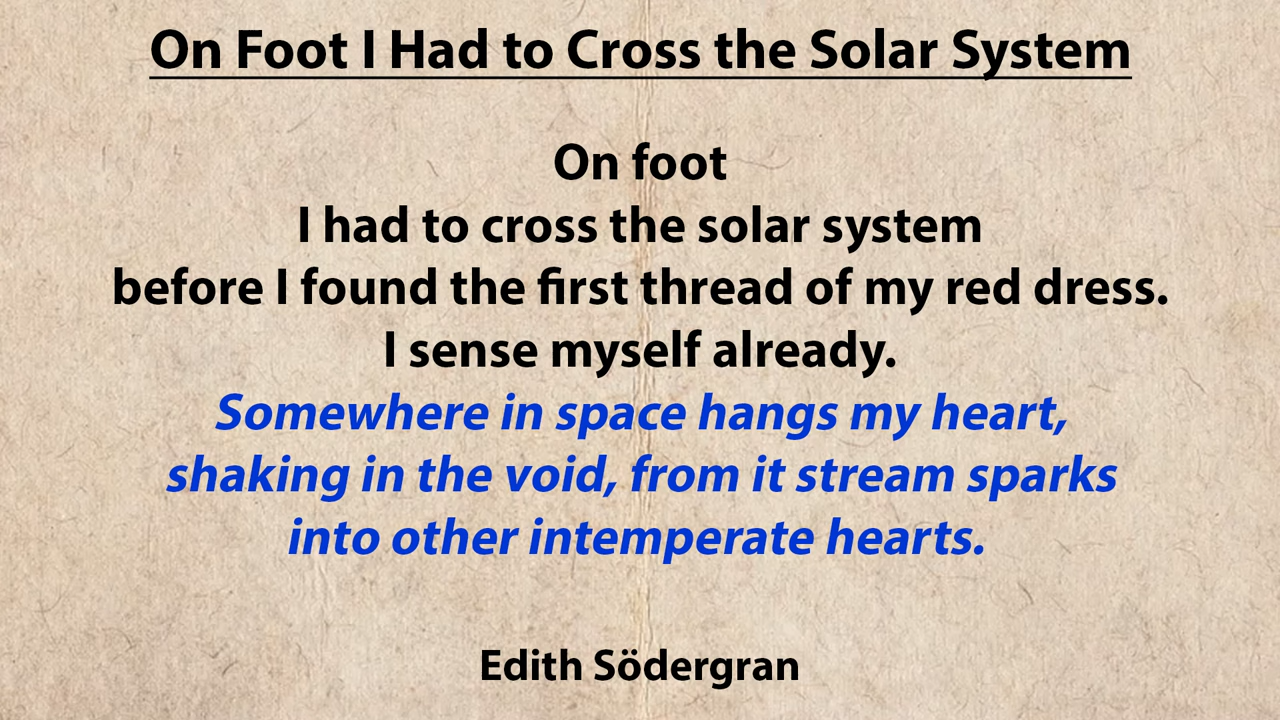 On Foot I Had to Cross the Solar System
On foot
I had to cross the solar system
before I found the first thread of my red dress.
I sense myself already.
Somewhere in space hangs my heart,
shaking in the void, from it stream sparks
into other intemperate hearts.
Edith Södergran